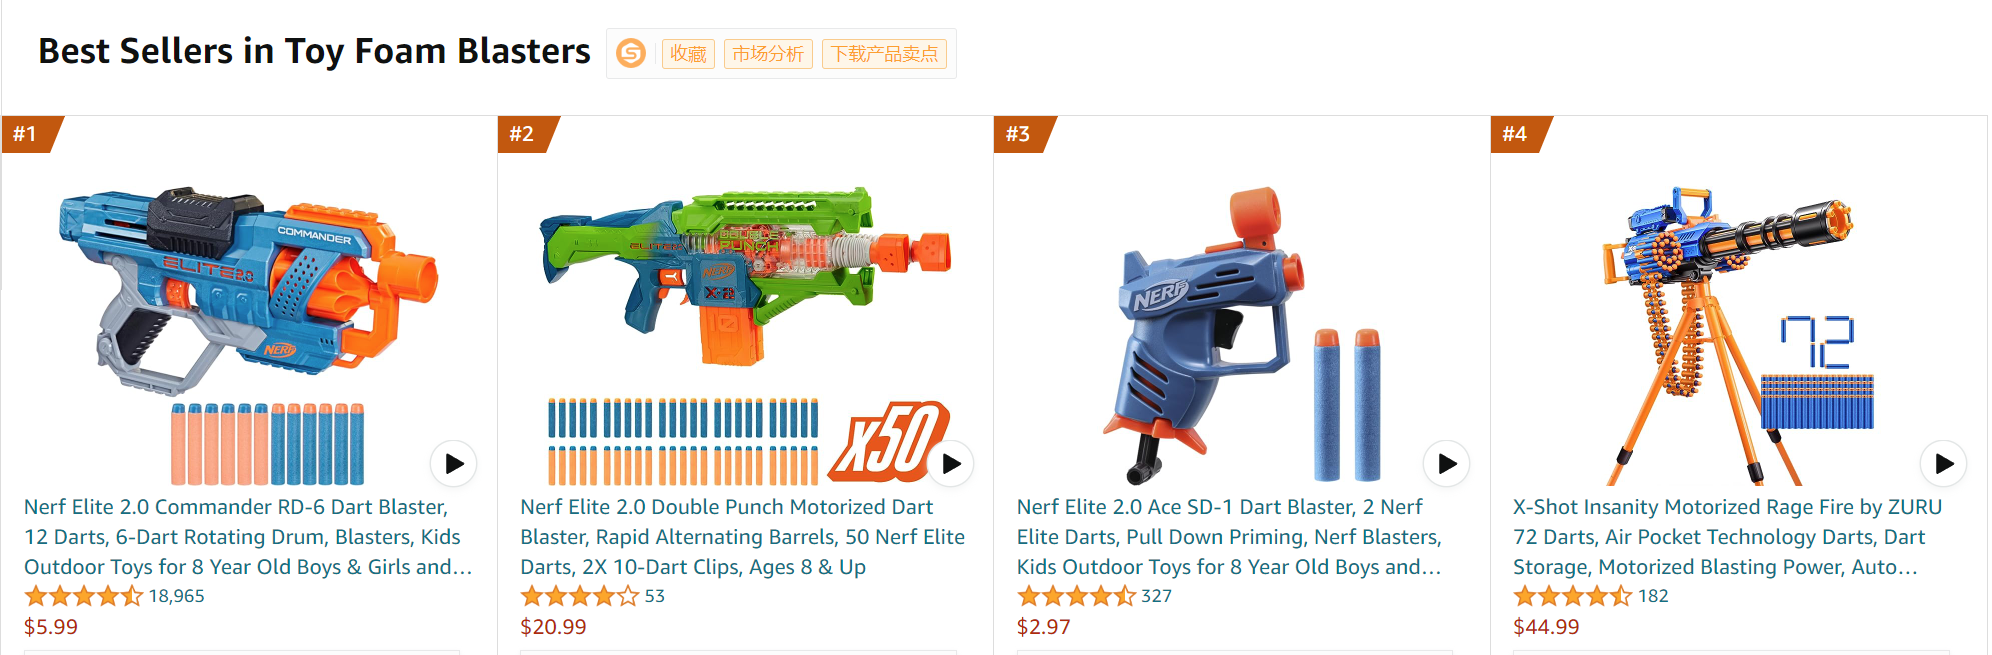 Best Sellers in Toy Foam Blasters
收藏 市场分析 下载产品卖点
#1
COMMANDER
ELITE 2.0
NERF
Nerf Elite 2.0 Commander RD-6 Dart Blaster,
12 Darts, 6-Dart Rotating Drum, Blasters, Kids
Outdoor Toys for 8 Year Old Boys & Girls and…
18,965
$5.99
#2
DOUBLE
PUNCH
ELITE
NERF
x50
Nerf Elite 2.0 Double Punch Motorized Dart
Blaster, Rapid Alternating Barrels, 50 Nerf Elite
Darts, 2X 10-Dart Clips, Ages 8 & Up
53
$20.99
#3
NERF
Nerf Elite 2.0 Ace SD-1 Dart Blaster, 2 Nerf
Elite Darts, Pull Down Priming, Nerf Blasters,
Kids Outdoor Toys for 8 Year Old Boys and…
327
$2.97
#4
72
X-Shot Insanity Motorized Rage Fire by ZURU
72 Darts, Air Pocket Technology Darts, Dart
Storage, Motorized Blasting Power, Auto…
182
$44.99